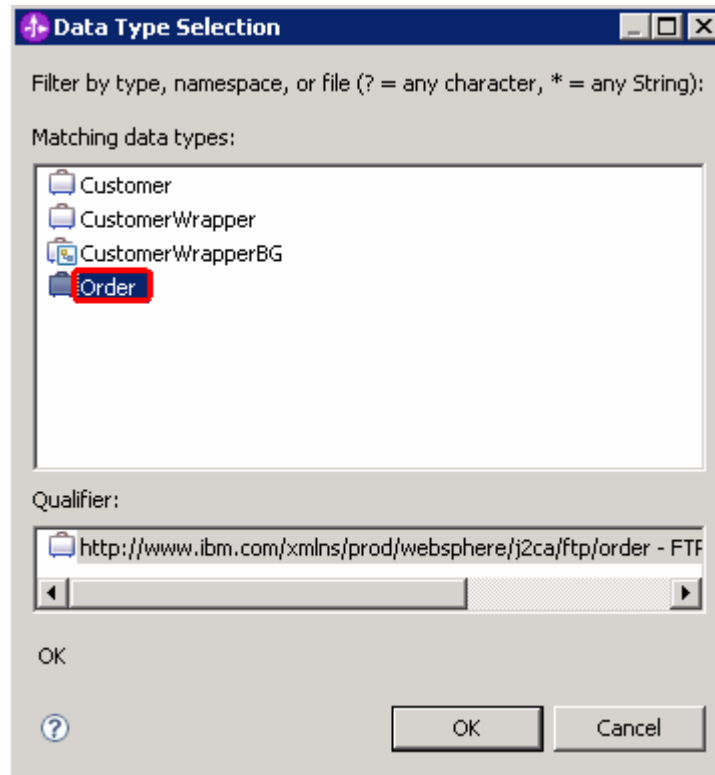 Data Type Selection
Filter by type, namespace, or file (? = any character, * = any String):
Matching data types:
Customer
CustomerWrapper
CustomerWrapperBG
Order
Qualifier:
http://www.ibm.com/xmlns/prod/websphere/j2ca/ftp/order - FTP
OK
OK Cancel